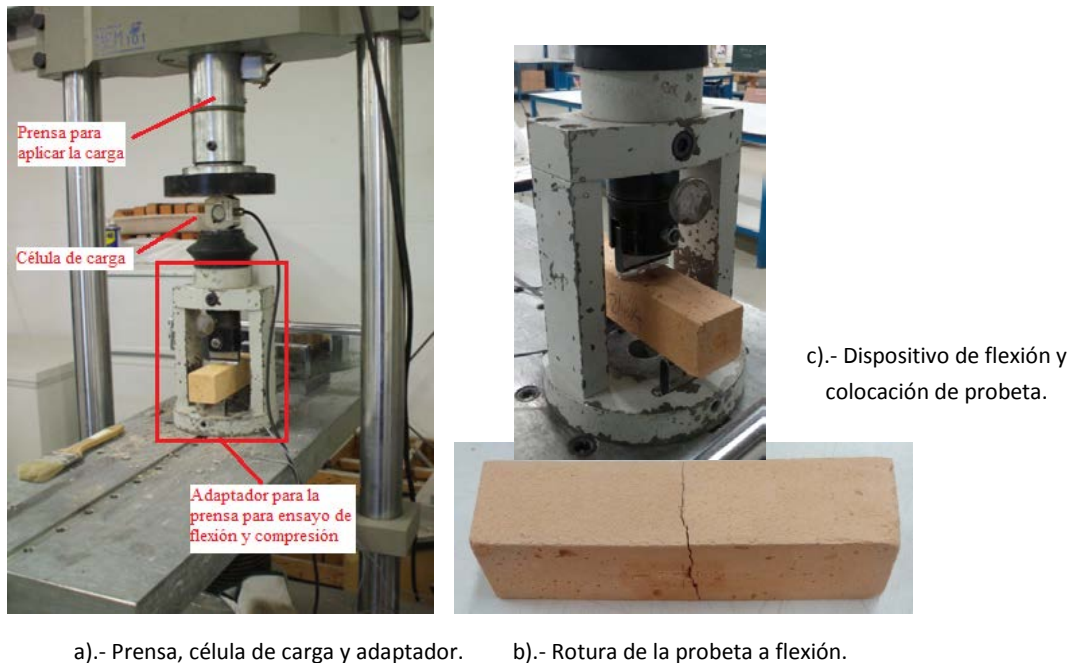 Prensa para
aplicar la carga
Célula de carga
Adaptador para la
prensa para ensayo de
flexión y compresión
c).- Dispositivo de flexión y
colocación de probeta.
a).- Prensa, célula de carga y adaptador.
b).- Rotura de la probeta a flexión.